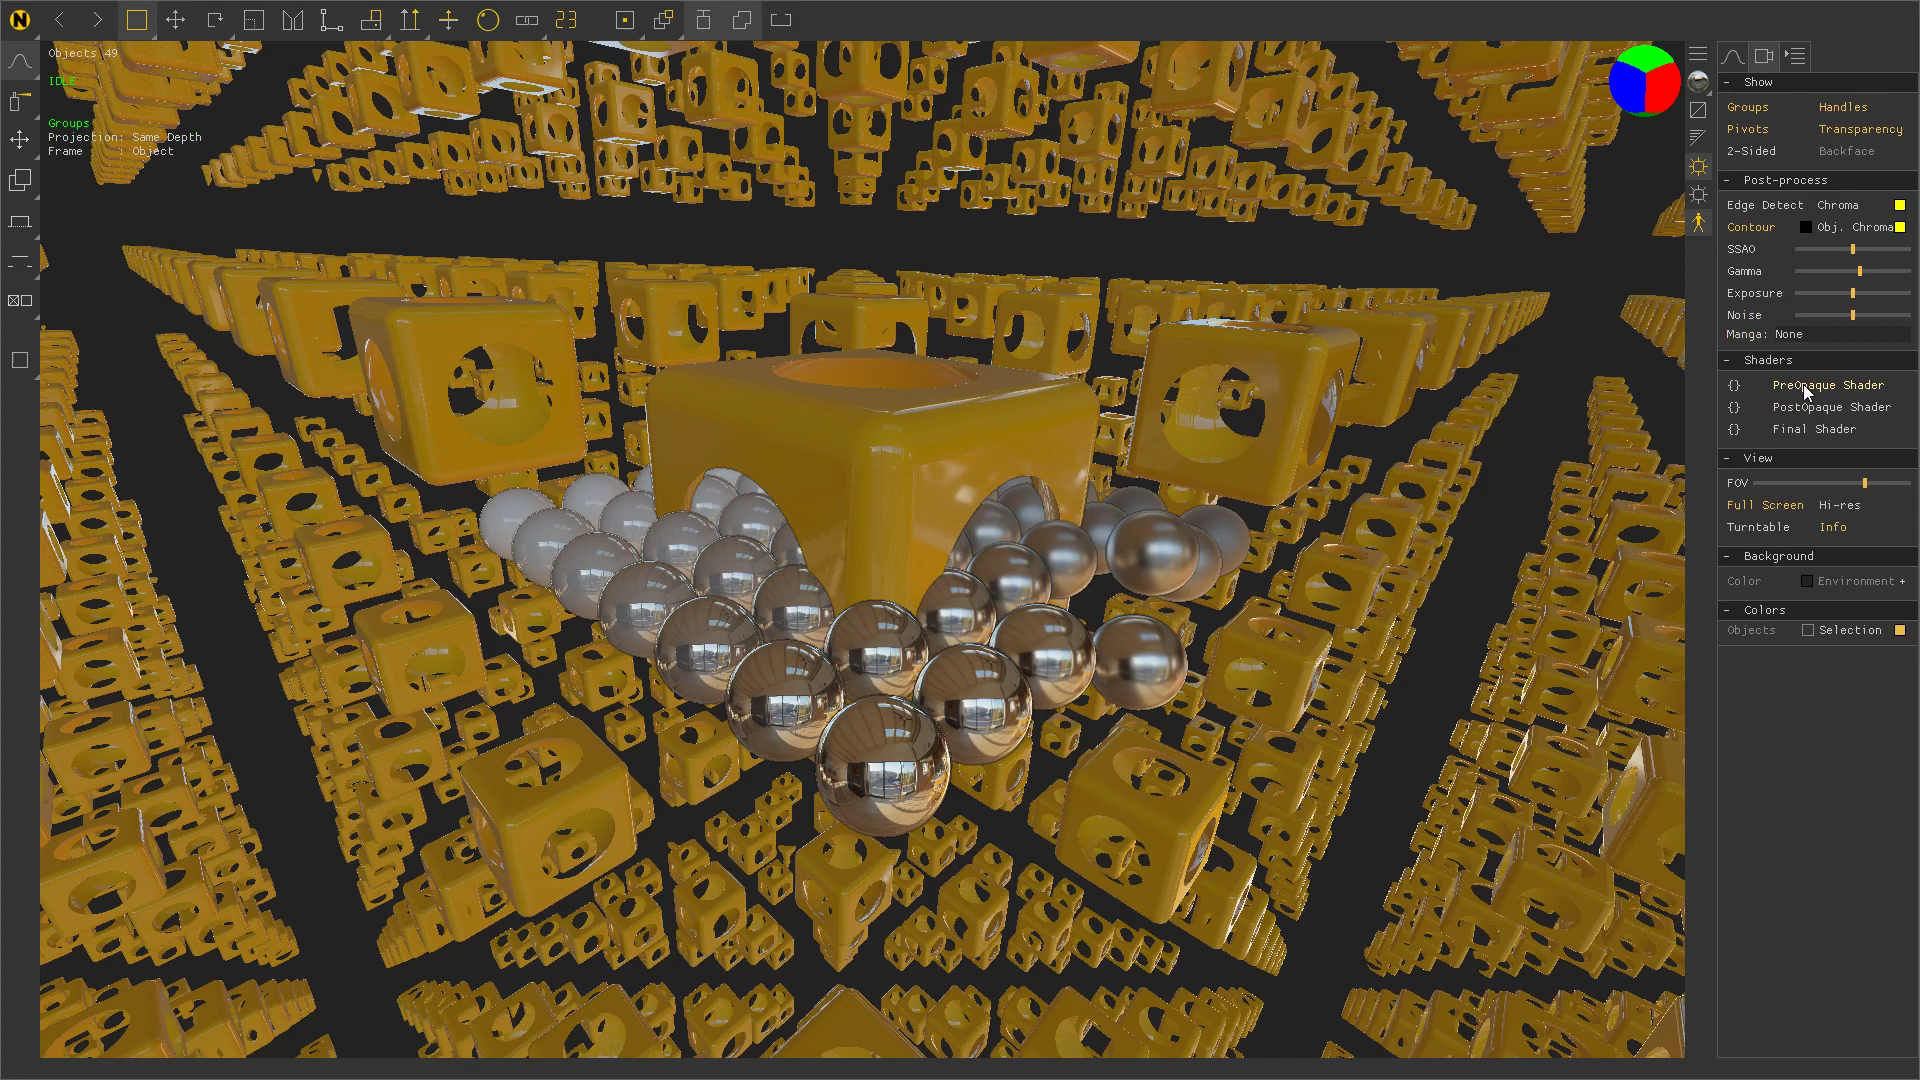 N
23
Objects 49
IDLE
Groups
Projection: Same Depth
Frame : Object
- Show
Groups Handles
Pivots Transparency
2-Sided Backface
- Post-process
Edge Detect Chroma
Contour Obj. Chroma
SSAO
Gamma
Exposure
Noise
Manga: None
- Shaders
{} PreOpaque Shader
{} PostOpaque Shader
{} Final Shader
- View
FOV
Full Screen Hi-res
Turntable Info
- Background
Color Environment +
- Colors
Objects Selection